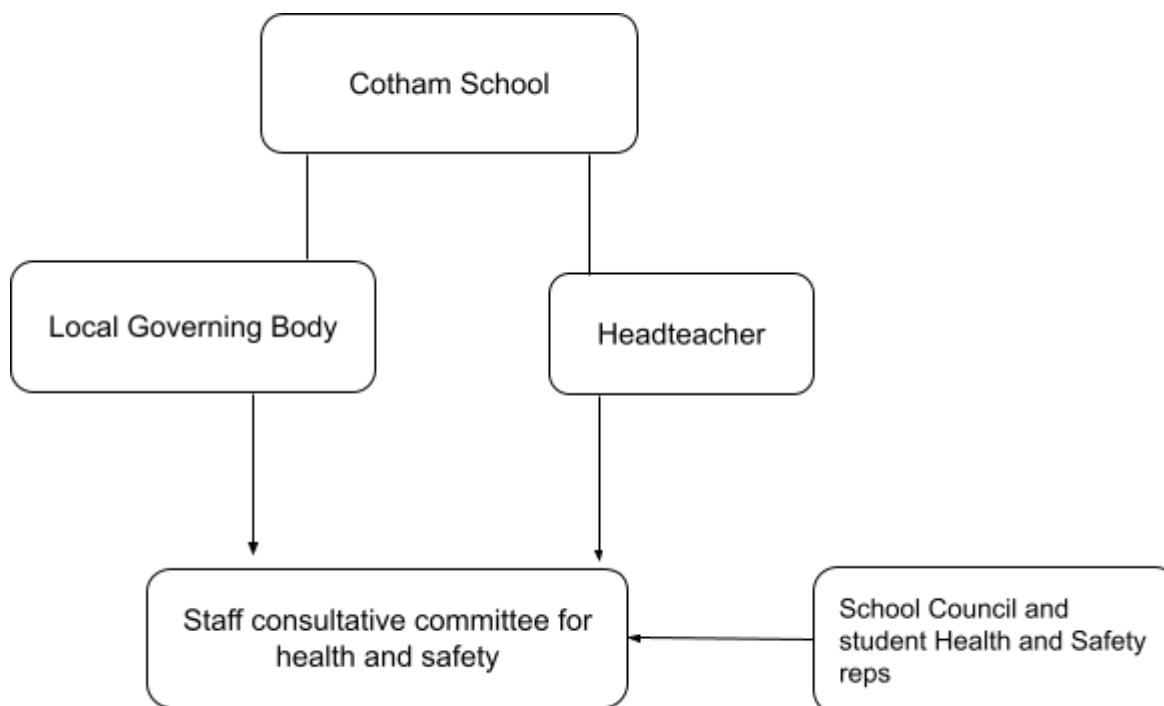 Cotham School
Local Governing Body
Headteacher
Staff consultative committee for
health and safety
School Council and
student Health and Safety
reps